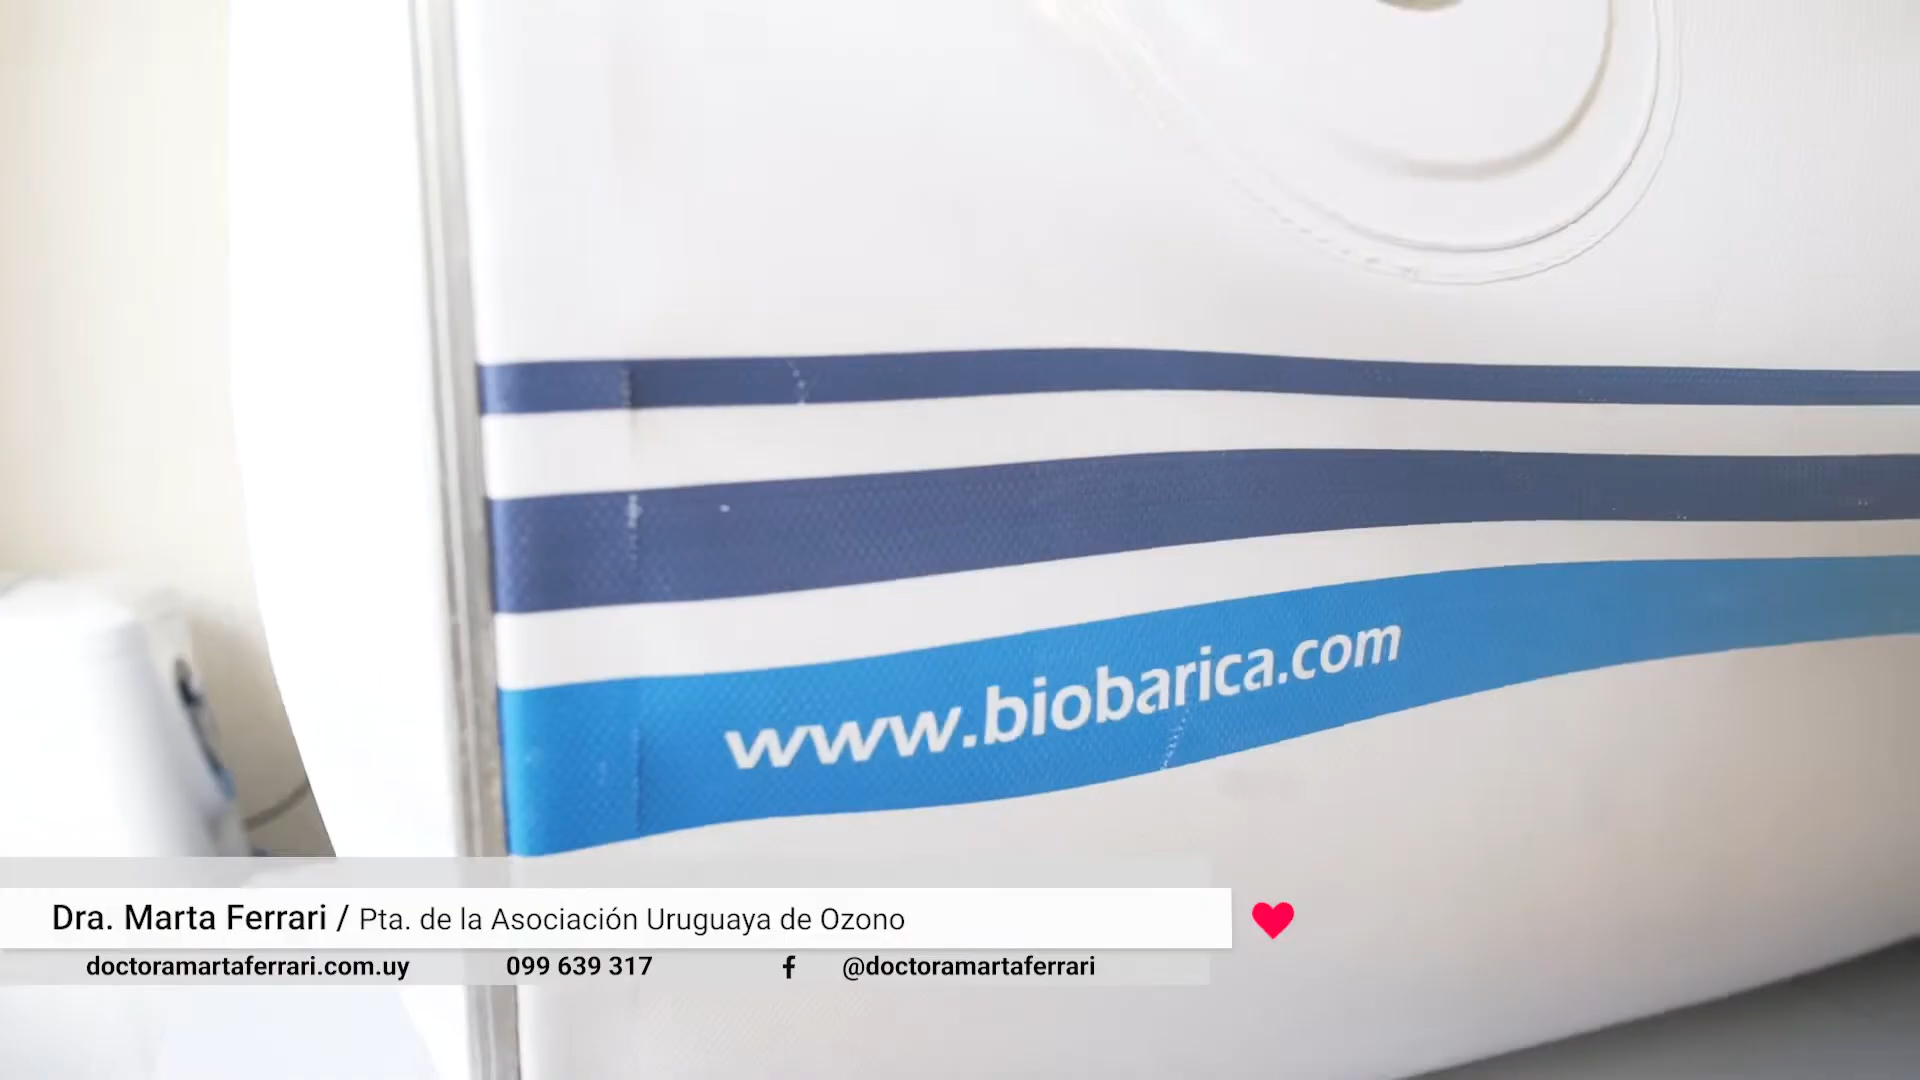 www.biobarica.com
Dra. Marta Ferrari / Pta. de la Asociación Uruguaya de Ozono
doctoramartaferrari.com.uy 099 639 317 f @doctoramartaferrari